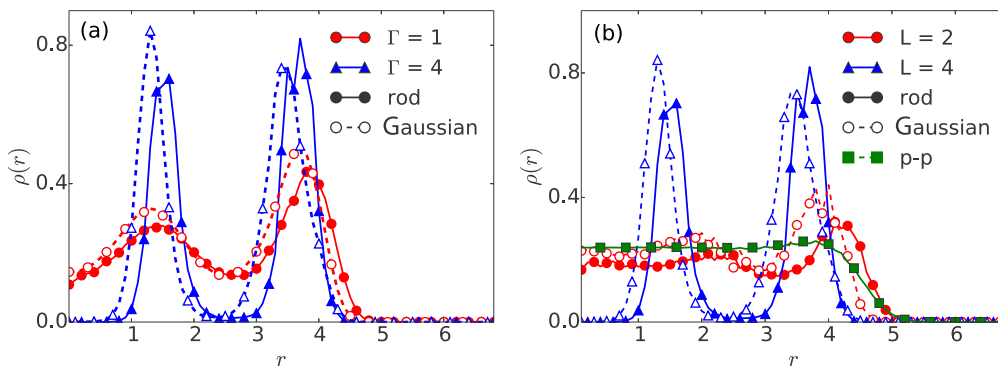 (a)
Γ = 1
Γ = 4
rod
Gaussian
0.8
0.4
0.0
ρ(r)
1 2 3 4 5 6
r
(b)
L = 2
L = 4
rod
Gaussian
p-p
0.8
0.4
0.0
ρ(r)
1 2 3 4 5 6
r